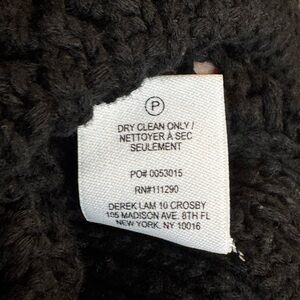 P
DRY CLEAN ONLY /
NETTOYER À SEC
SEULEMENT
PO# 0053015
RN#111290
DEREK LAM 10 CROSBY
105 MADISON AVE. 8TH FL
NEW YORK, NY 10016